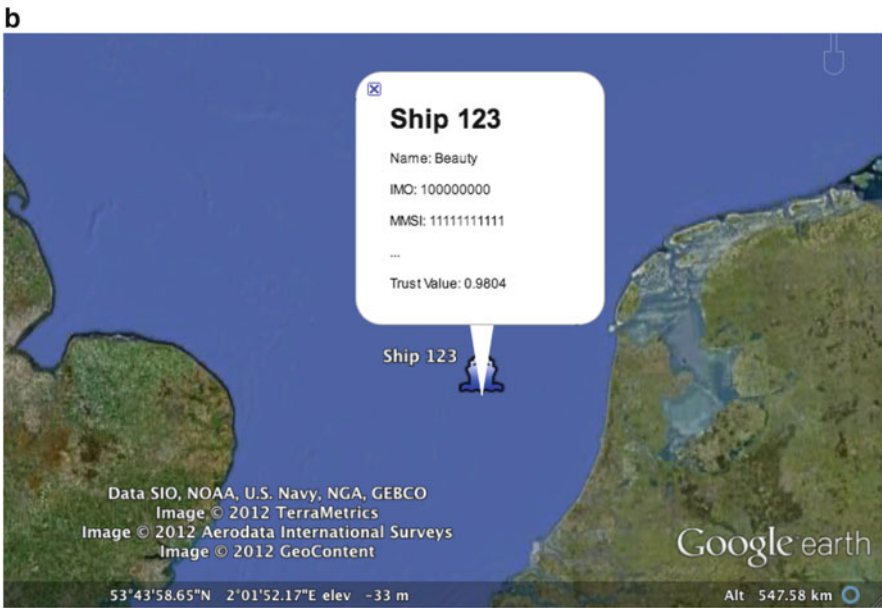 b
Ship 123
Name: Beauty
IMO: 100000000
MMSI: 11111111111
...
Trust Value: 0.9804
Ship 123
Data SIO, NOAA, U.S. Navy, NGA, GEBCO
Image © 2012 TerraMetrics
Image © 2012 Aerodata International Surveys
Image © 2012 GeoContent
Google earth
53°43'58.65"N 2°01'52.17"E elev -33 m
Alt 547.58 km